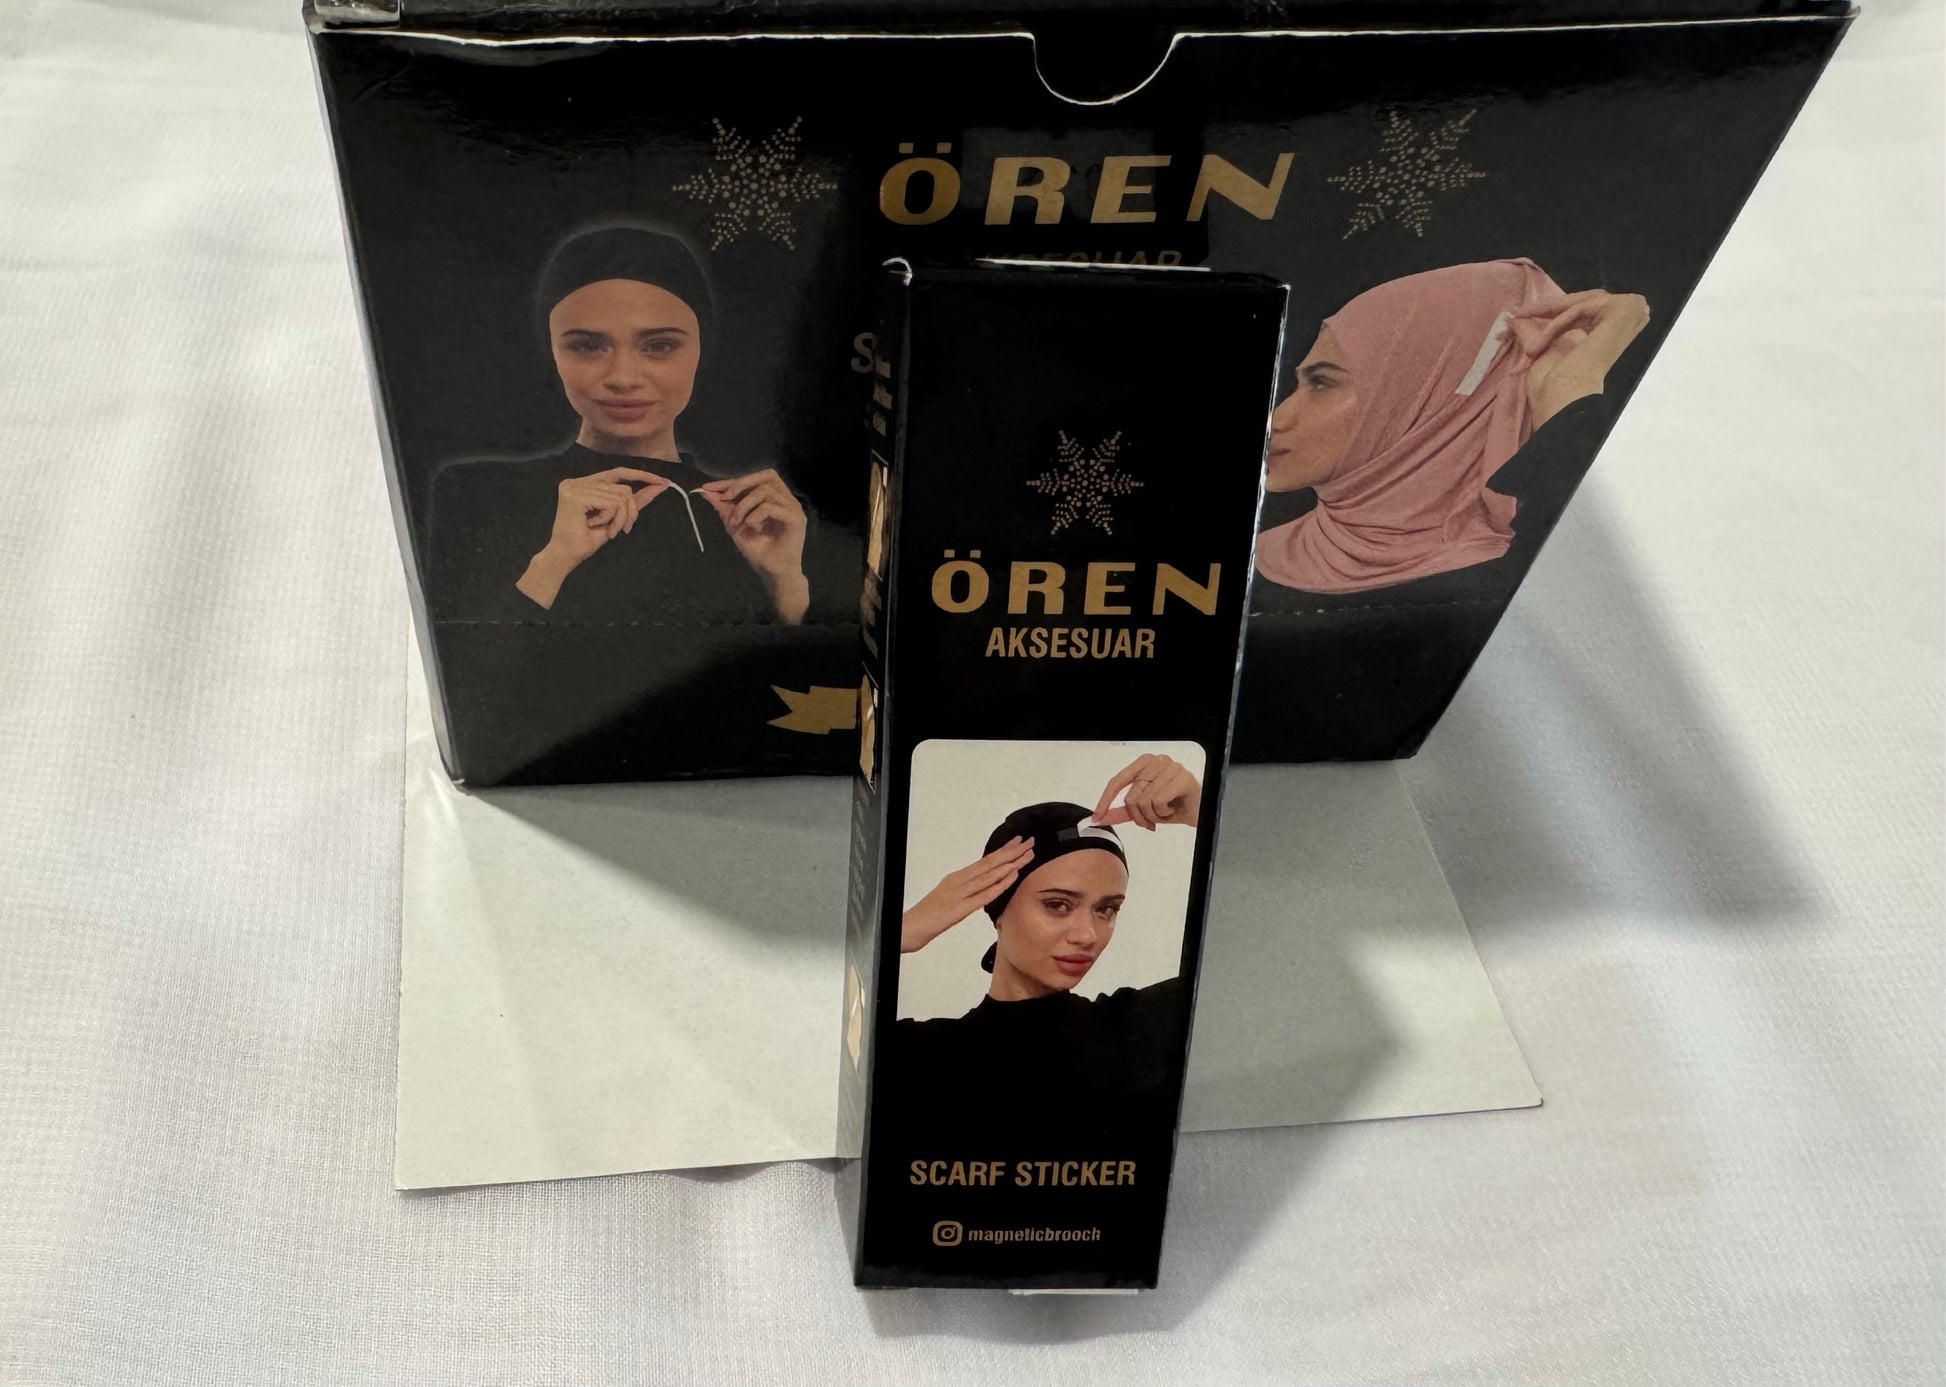 ÖREN
ÖREN
AKSESUAR
SCARF STICKER
magneticbrooch